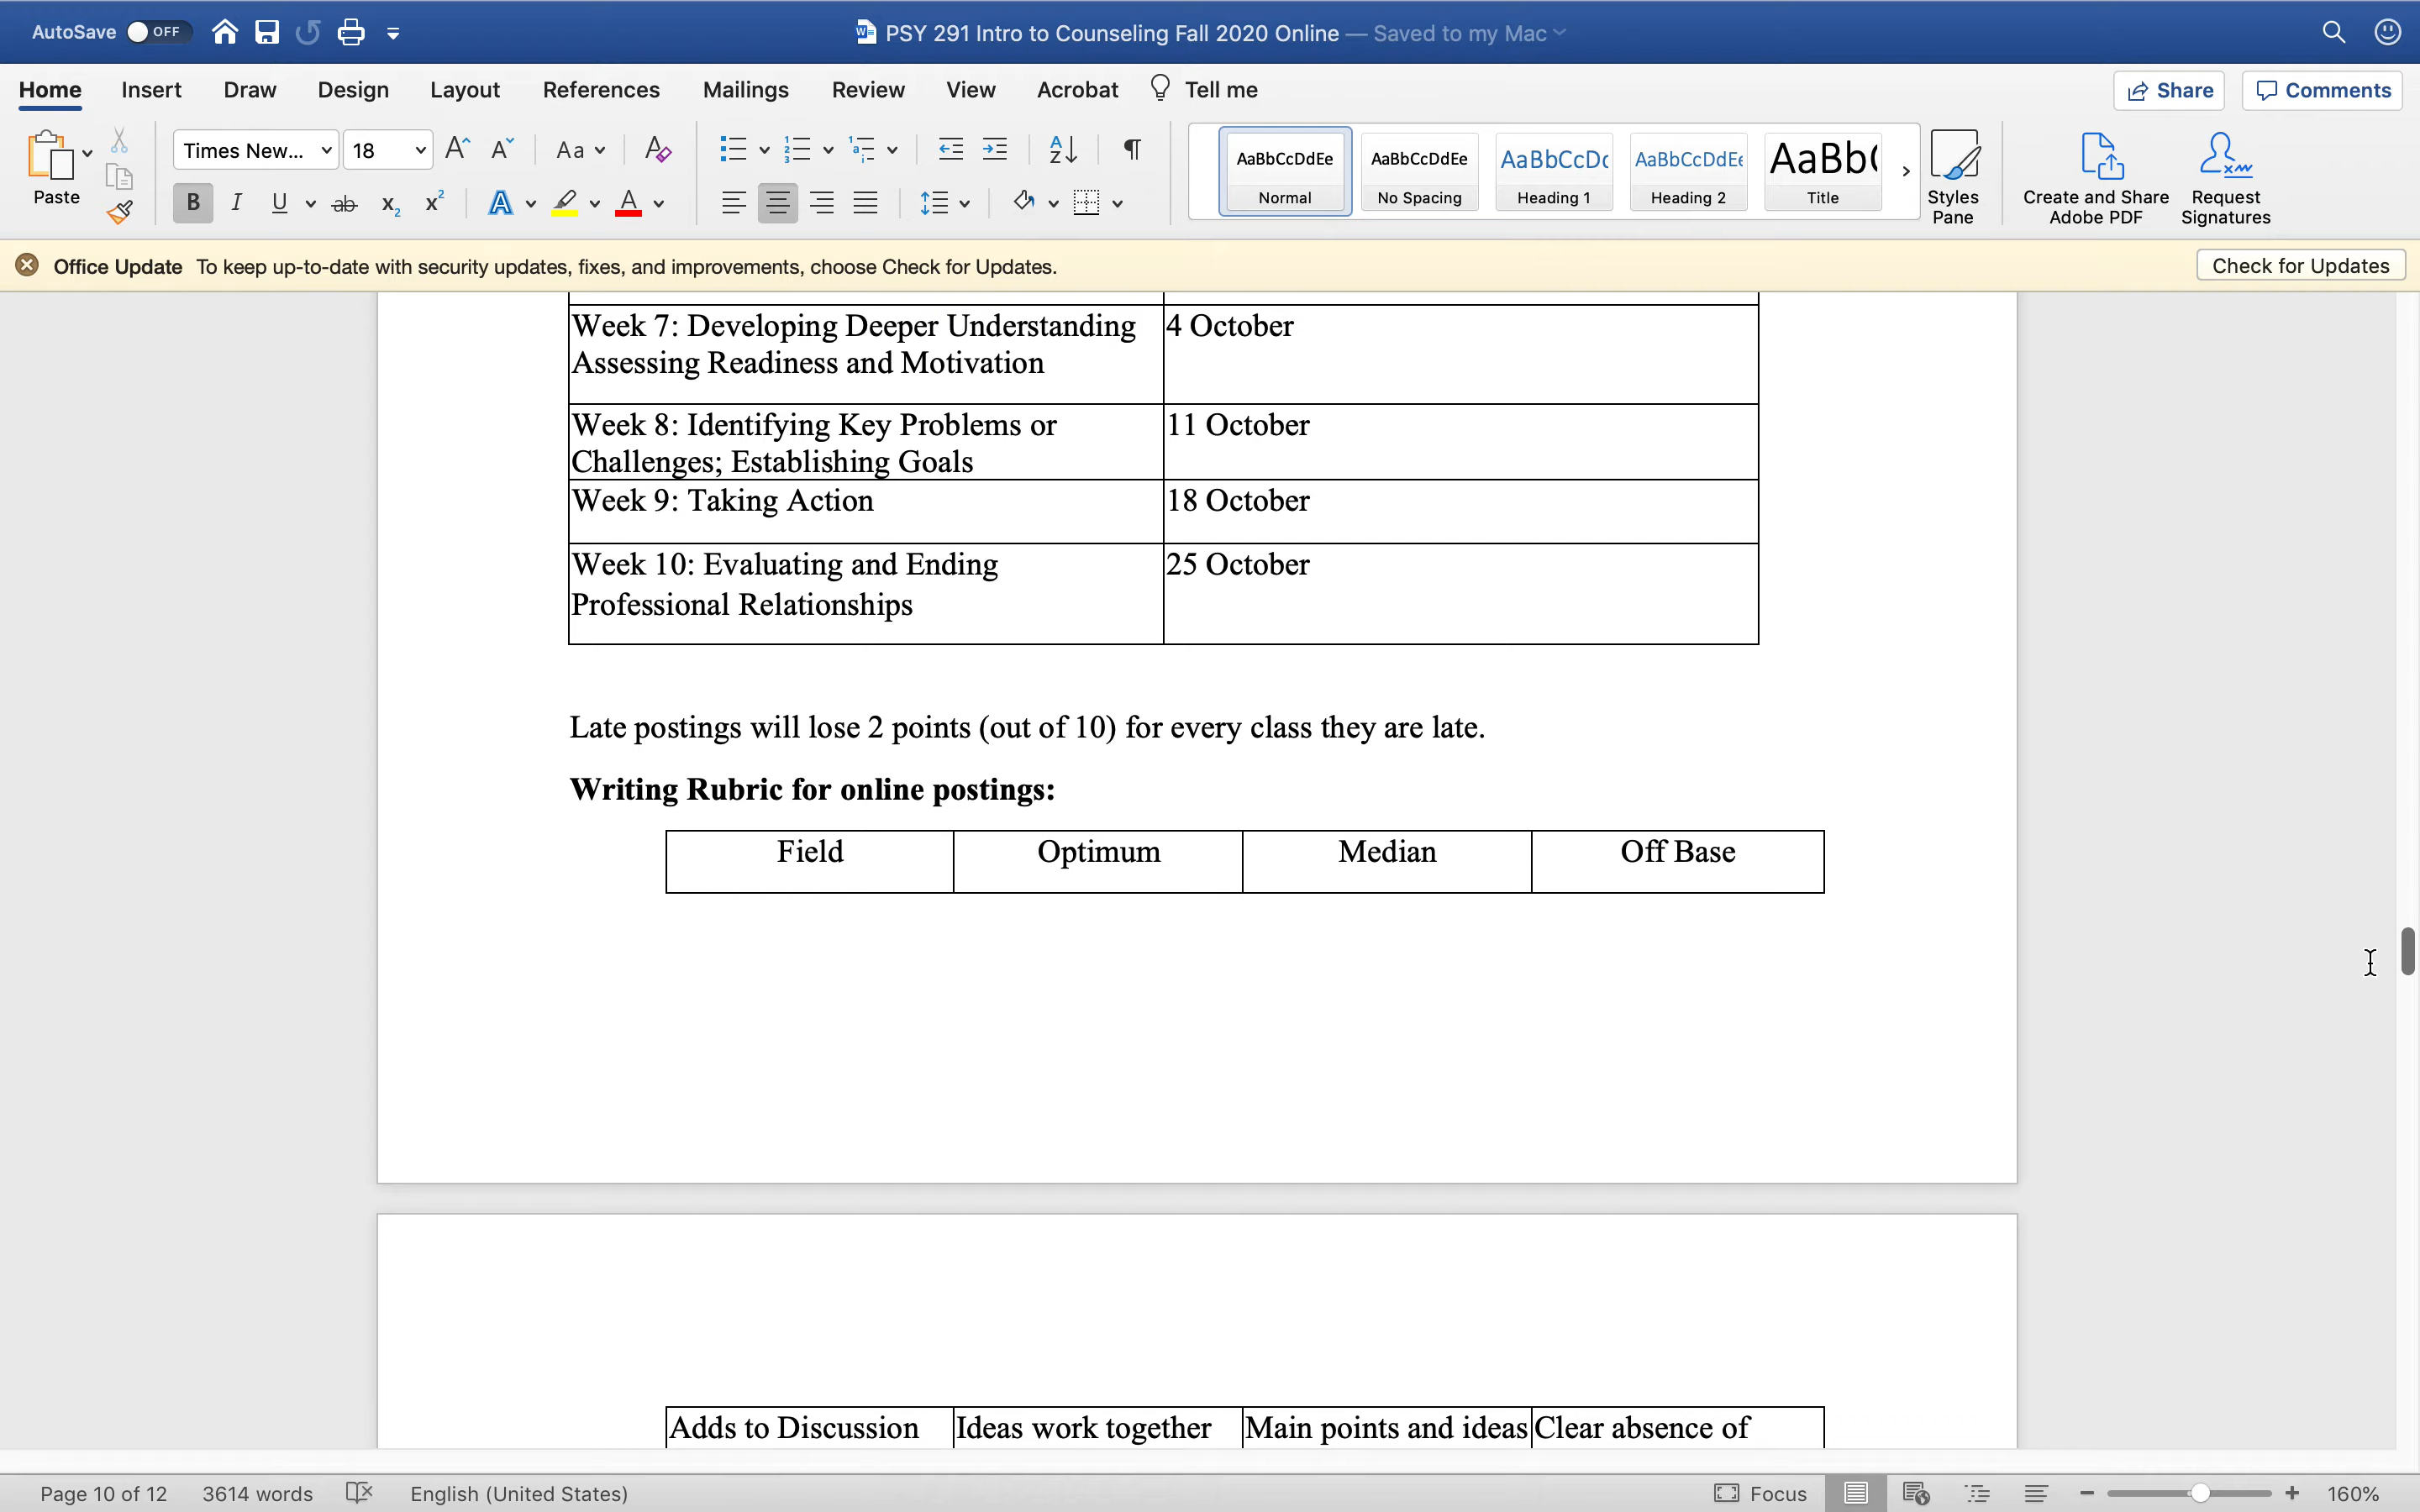 AutoSave OFF PSY 291 Intro to Counseling Fall 2020 Online — Saved to my Mac
Home Insert Draw Design Layout References Mailings Review View Acrobat Tell me Share Comments
Paste
Times New... 18
AaBbCcDdEe Normal
AaBbCcDdEe No Spacing
AaBbCcDc Heading 1
AaBbCcDdEe Heading 2
AaBb( Title
Styles
Pane
Create and Share
Adobe PDF
Request
Signatures
Office Update To keep up-to-date with security updates, fixes, and improvements, choose Check for Updates. Check for Updates
Week 7: Developing Deeper Understanding 4 October
Assessing Readiness and Motivation
Week 8: Identifying Key Problems or 11 October
Challenges; Establishing Goals
Week 9: Taking Action 18 October
Week 10: Evaluating and Ending 25 October
Professional Relationships
Late postings will lose 2 points (out of 10) for every class they are late.
Writing Rubric for online postings:
Field Optimum Median Off Base
Adds to Discussion Ideas work together Main points and ideas Clear absence of
Page 10 of 12 3614 words English (United States) Focus 160%